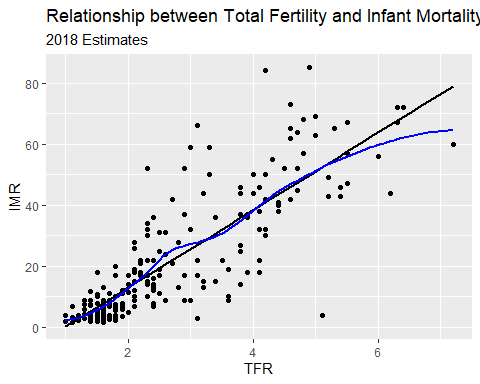 Relationship between Total Fertility and Infant Mortality
2018 Estimates
80
60
40
20
0
IMR
2
4
6
TFR